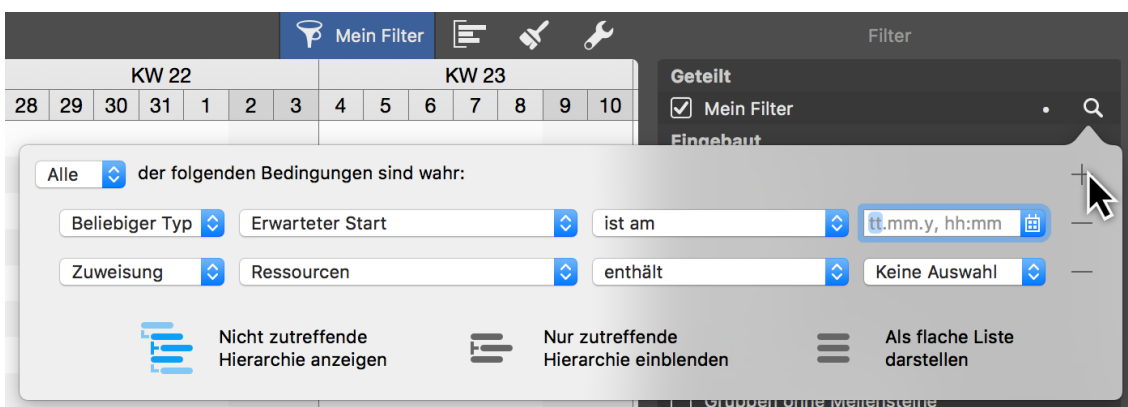 Mein Filter
Filter
KW 22
KW 23
28 29 30 31 1 2 3 4 5 6 7 8 9 10
Geteilt
Mein Filter
Eingebaut
Alle der folgenden Bedingungen sind wahr:
Beliebiger Typ Erwarteter Start ist am tt.mm.y, hh:mm
Zuweisung Ressourcen enthält Keine Auswahl
Nicht zutreffende
Hierarchie anzeigen
Nur zutreffende
Hierarchie einblenden
Als flache Liste
darstellen
Gruppen ohne Meilensteine